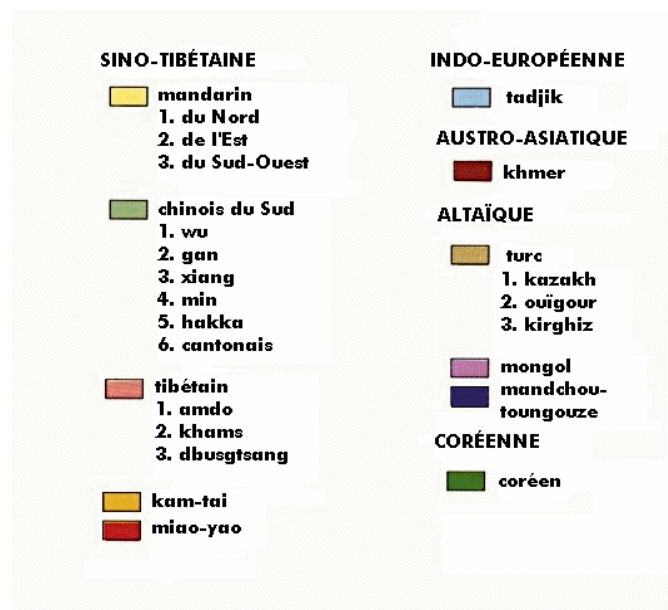 SINO-TIBÉTAINE
mandarin
1. du Nord
2. de l'Est
3. du Sud-Ouest
chinois du Sud
1. wu
2. gan
3. xiang
4. min
5. hakka
6. cantonais
tibétain
1. amdo
2. khams
3. dbusgtsang
kam-tai
miao-yao
INDO-EUROPÉENNE
tadjik
AUSTRO-ASIATIQUE
khmer
ALTAÏQUE
turc
1. kazakh
2. ouïgour
3. kirghiz
mongol
mandchou-
toungouze
CORÉENNE
coréen